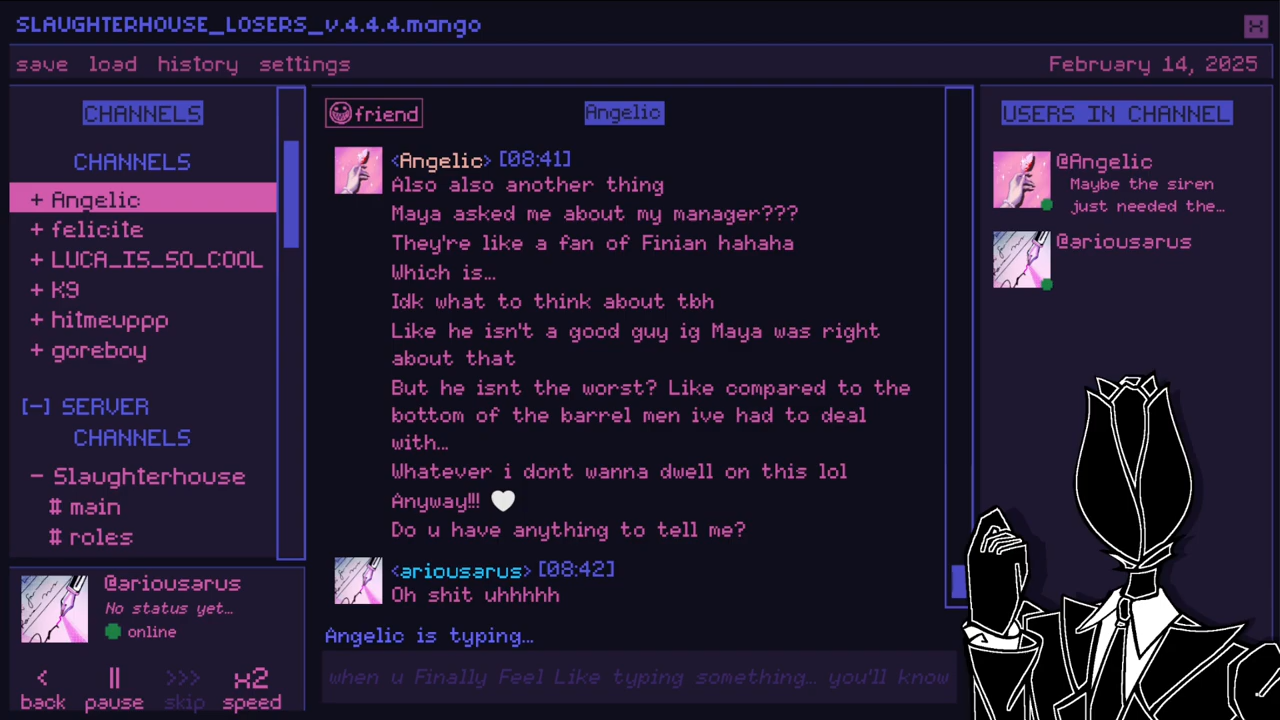 SLAUGHTERHOUSE_LOSERS_v.4.4.4.mango
X
save load history settings
February 14, 2025
CHANNELS
CHANNELS
+ Angelic
+ felicite
+ LUCA_IS_SO_COOL
+ K9
+ hitmeuppp
+ goreboy
[-] SERVER
CHANNELS
- Slaughterhouse
# main
# roles
@ariousarus
No status yet...
online
< || >>> x2
back pause skip speed
friend
Angelic
<Angelic> [08:41]
Also also another thing
Maya asked me about my manager???
They're like a fan of Finian hahaha
Which is...
Idk what to think about tbh
Like he isn't a good guy ig Maya was right
about that
But he isnt the worst? Like compared to the
bottom of the barrel men ive had to deal
with...
Whatever i dont wanna dwell on this lol
Anyway!!! 🤍
Do u have anything to tell me?
<ariousarus> [08:42]
Oh shit uhhhhh
Angelic is typing...
when u Finally Feel Like typing something... you'll know
USERS IN CHANNEL
@Angelic
Maybe the siren
just needed the...
@ariousarus